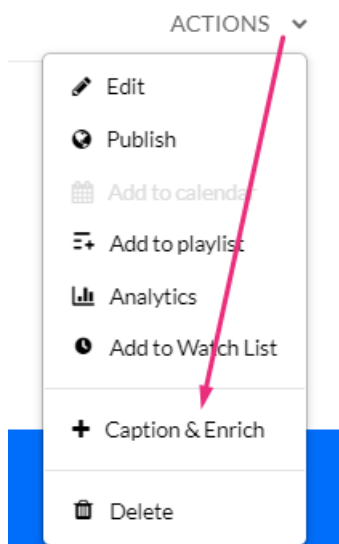 ACTIONS
Edit
Publish
Add to calendar
Add to playlist
Analytics
Add to Watch List
Caption & Enrich
Delete